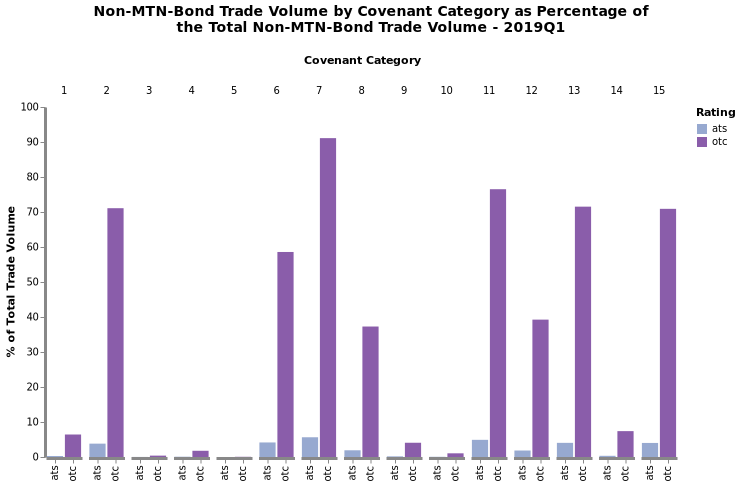 Non-MTN-Bond Trade Volume by Covenant Category as Percentage of
the Total Non-MTN-Bond Trade Volume - 2019Q1
Covenant Category
1 2 3 4 5 6 7 8 9 10 11 12 13 14 15
Rating
ats
otc
% of Total Trade Volume
100
90
80
70
60
50
40
30
20
10
0
ats otc ats otc ats otc ats otc ats otc ats otc ats otc ats otc ats otc ats otc ats otc ats otc ats otc ats otc ats otc